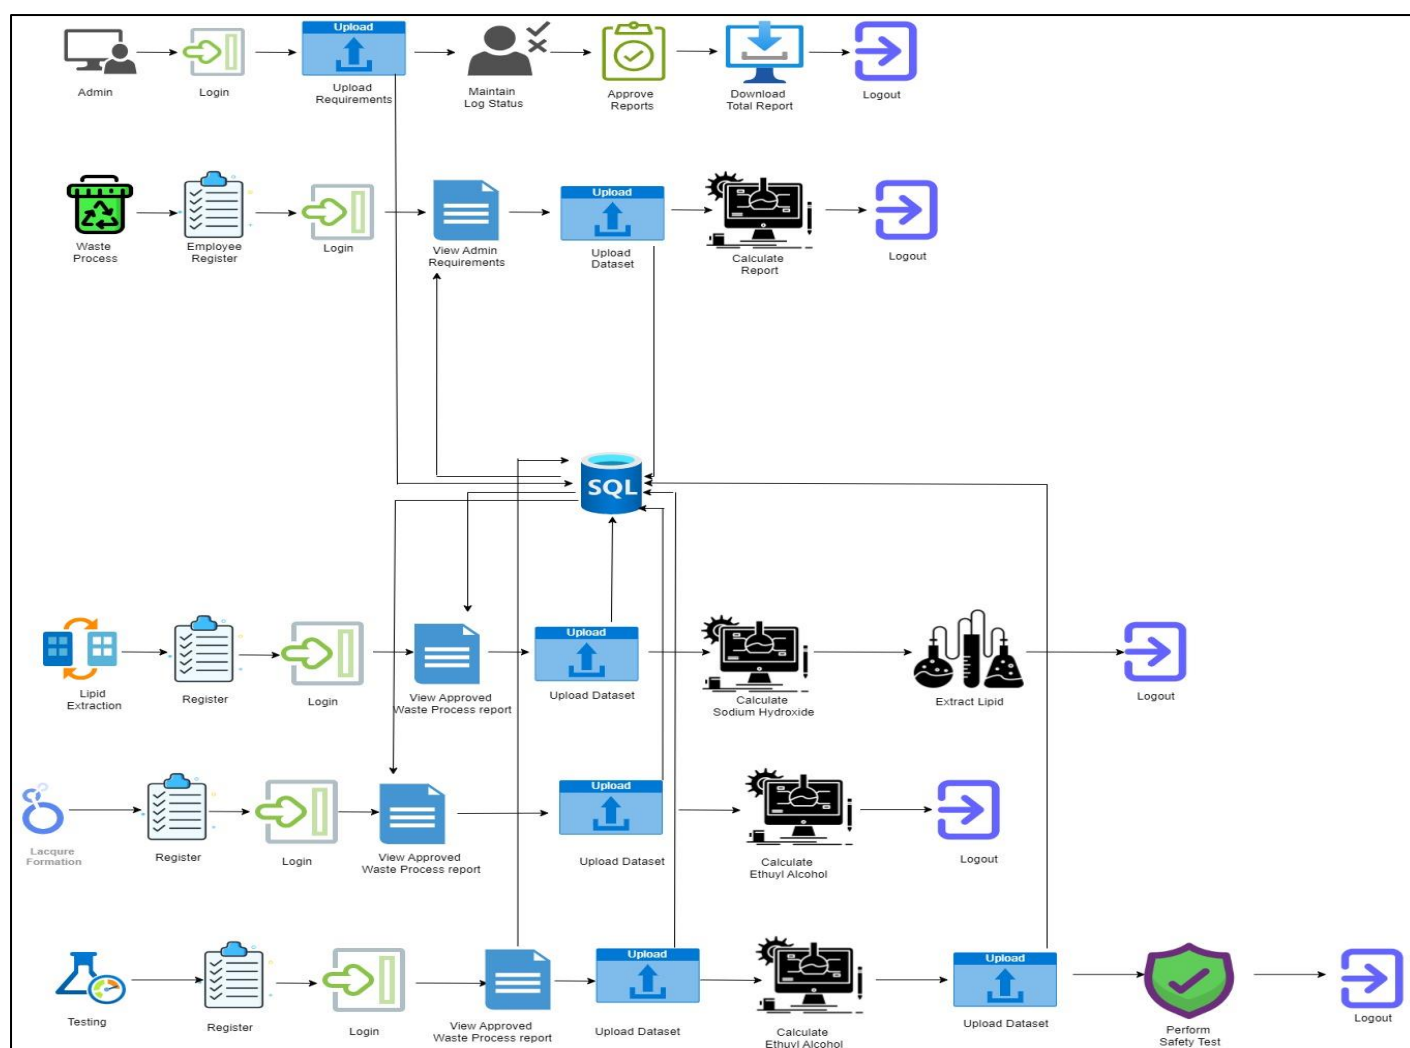 Upload
Admin
Login
Upload
Requirements
Maintain
Log Status
Approve
Reports
Download
Total Report
Logout
Upload
Waste
Process
Employee
Register
Login
View Admin
Requirements
Upload
Dataset
Calculate
Report
Logout
SQL
Upload
Lipid
Extraction
Register
Login
View Approved
Waste Process report
Upload Dataset
Calculate
Sodium Hydroxide
Extract Lipid
Logout
Upload
Lacqure
Formation
Register
Login
View Approved
Waste Process report
Upload Dataset
Calculate
Ethuyl Alcohol
Logout
Upload
Upload
Testing
Register
Login
View Approved
Waste Process report
Upload Dataset
Calculate
Ethuyl Alcohol
Upload Dataset
Perform
Safety Test
Logout